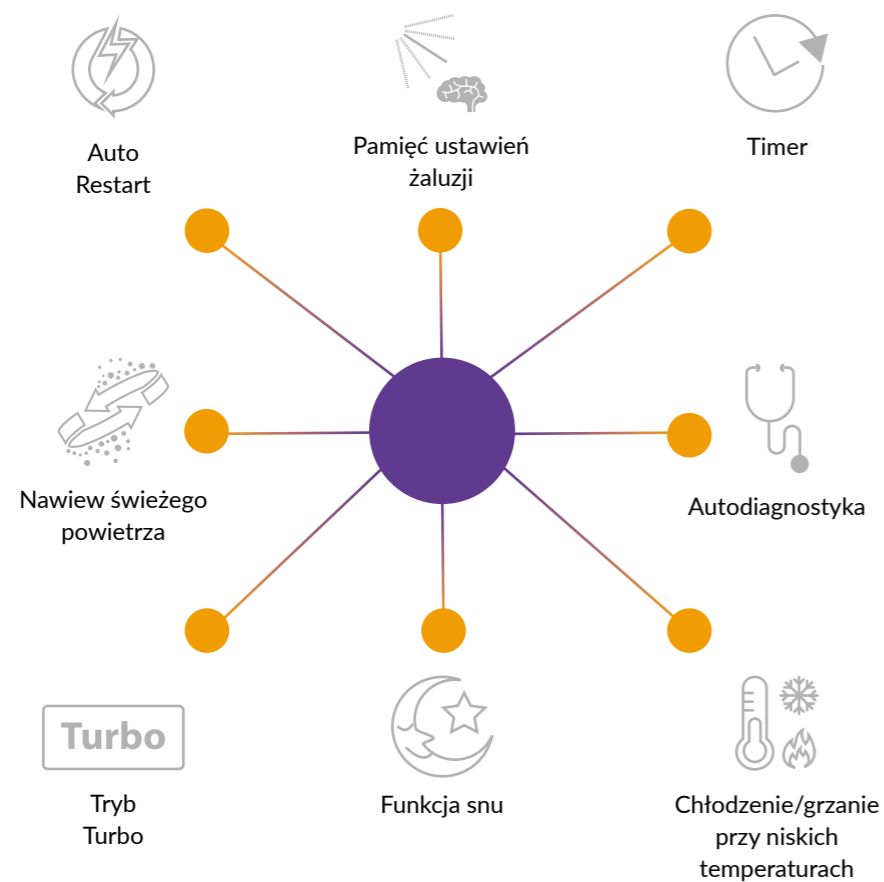 Auto
Restart
Pamięć ustawień
żaluzji
Timer
Nawiew świeżego
powietrza
Autodiagnostyka
Turbo
Tryb
Turbo
Funkcja snu
Chłodzenie/grzanie
przy niskich
temperaturach